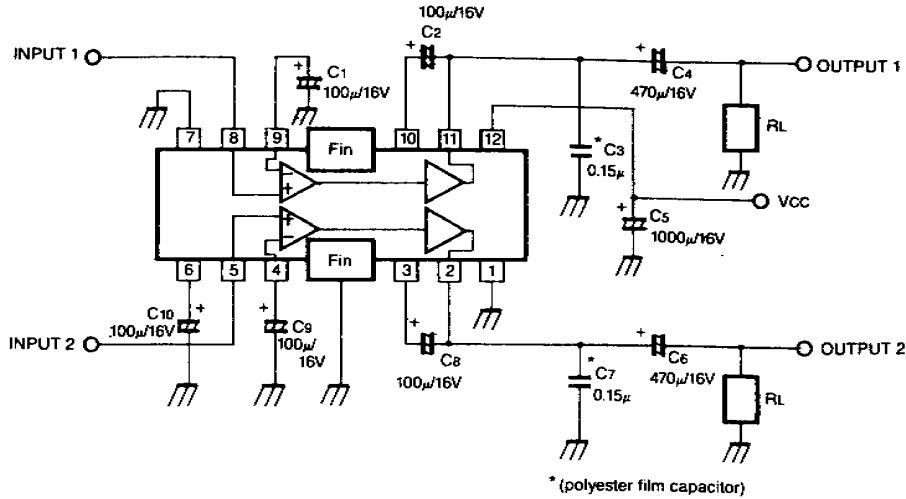 100μ/16V
C2
INPUT 1
C1
100μ/16V
C4
470μ/16V
OUTPUT 1
RL
7
8
9
Fin
10
11
12
* C3
0.15μ
VCC
C5
1000μ/16V
Fin
6
5
4
3
2
1
C10
100μ/16V
C9
100μ/
16V
INPUT 2
C8
100μ/16V
* C7
0.15μ
C6
470μ/16V
OUTPUT 2
RL
* (polyester film capacitor)